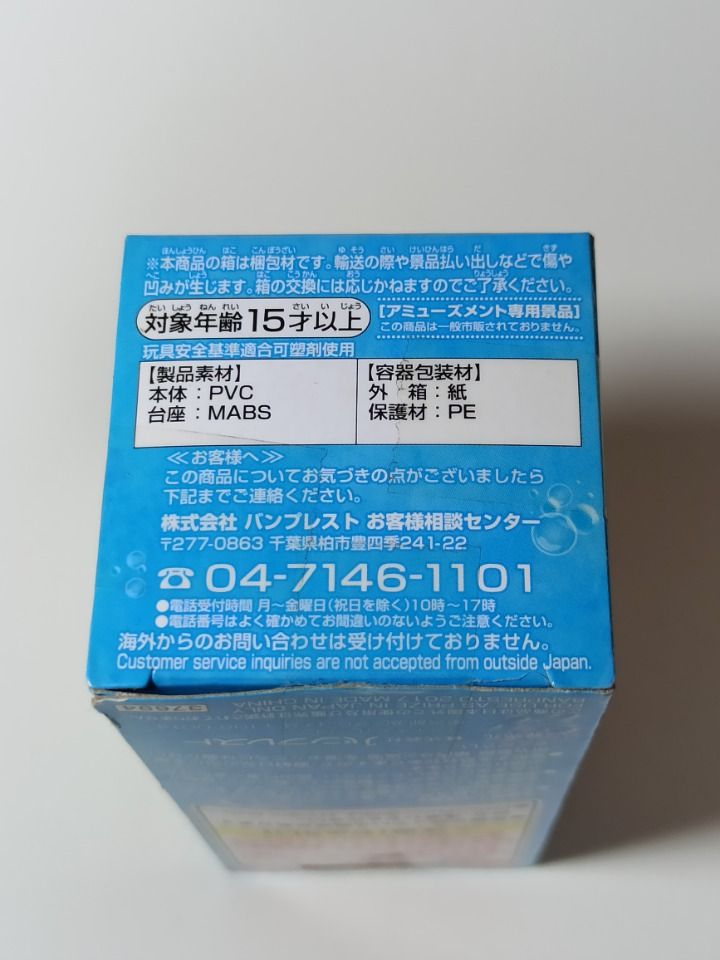 ※本商品の箱は梱包材です。輸送の際や景品払い出しなどで傷や
凹みが生じます。箱の交換には応じかねますのでご了承ください。
対象年齢15才以上
【アミューズメント専用景品】
この商品は一般市販されておりません。
玩具安全基準適合可塑剤使用
【製品素材】
本体：PVC
台座：MABS
【容器包装材】
外 箱：紙
保護材：PE
≪お客様へ≫
この商品についてお気づきの点がございましたら
下記までご連絡ください。
株式会社 バンプレスト お客様相談センター
〒277-0863 千葉県柏市豊四季241-22
☎ 04-7146-1101
●電話受付時間 月～金曜日(祝日を除く)10時～17時
●電話番号はよく確かめてお間違いのないようご注意ください。
海外からのお問い合わせは受け付けておりません。
Customer service inquiries are not accepted from outside Japan.